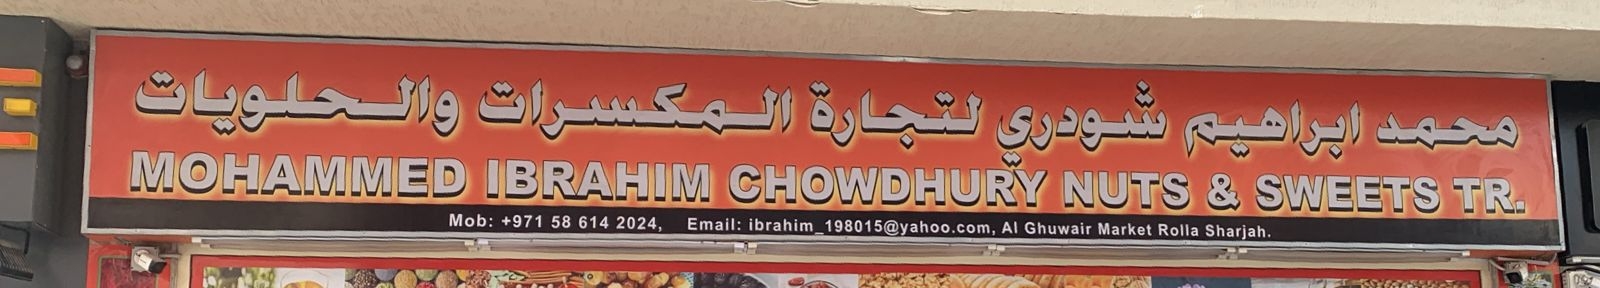 محمد ابراهيم شودري لتجارة المكسرات والحلويات
MOHAMMED IBRAHIM CHOWDHURY NUTS & SWEETS TR.
Mob: +971 58 614 2024, Email: ibrahim_198015@yahoo.com, Al Ghuwair Market Rolla Sharjah.